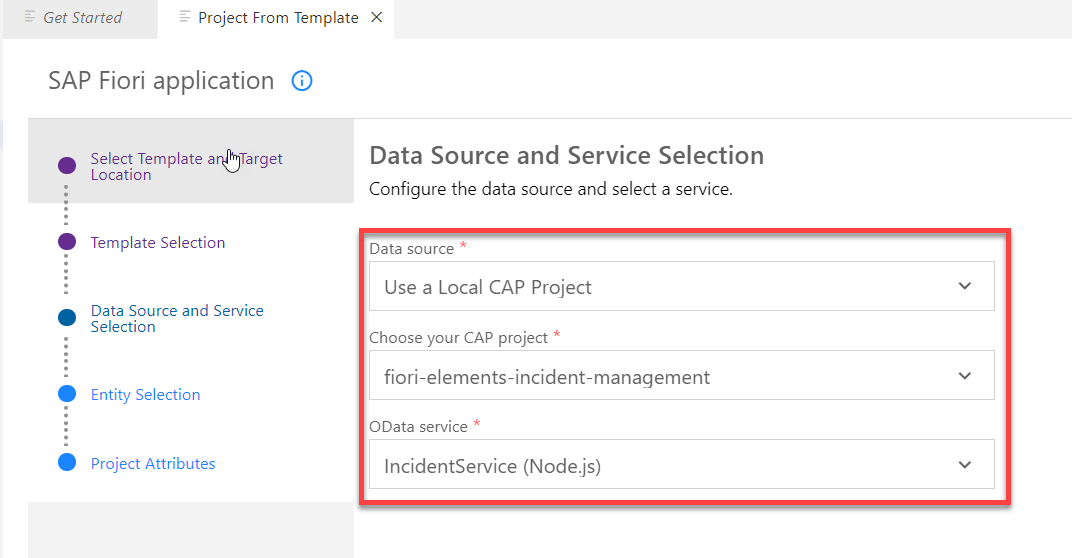 Get Started
Project From Template
SAP Fiori application
Select Template and Target
Location
Template Selection
Data Source and Service
Selection
Entity Selection
Project Attributes
Data Source and Service Selection
Configure the data source and select a service.
Data source *
Use a Local CAP Project
Choose your CAP project *
fiori-elements-incident-management
OData service *
IncidentService (Node.js)